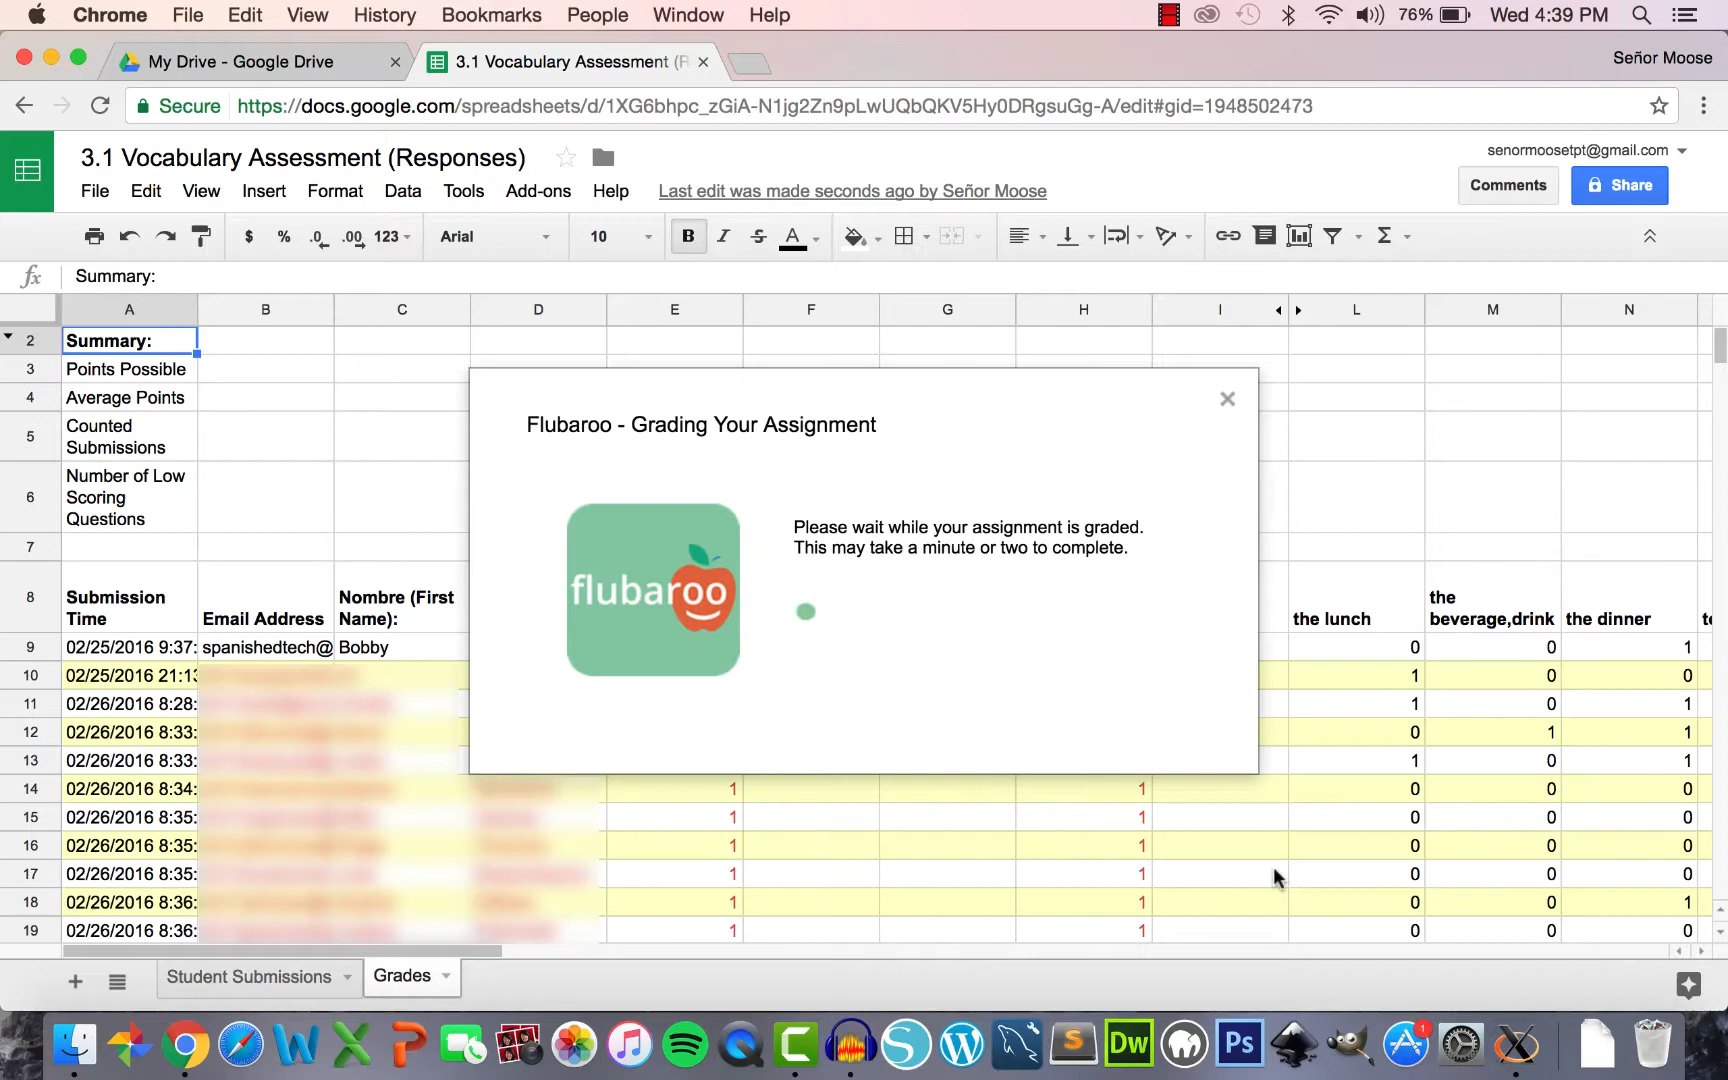 Chrome File Edit View History Bookmarks People Window Help 76% Wed 4:39 PM
My Drive - Google Drive 3.1 Vocabulary Assessment (R Señor Moose
Secure https://docs.google.com/spreadsheets/d/1XG6bhpc_zGiA-N1jg2Zn9pLwUQbQKV5Hy0DRgsuGg-A/edit#gid=1948502473
3.1 Vocabulary Assessment (Responses) senormoosetpt@gmail.com
File Edit View Insert Format Data Tools Add-ons Help Last edit was made seconds ago by Señor Moose Comments Share
$ % .0 .00 123 Arial 10 B I S A Σ
fx Summary:
A B C D E F G H I L M N
2 Summary:
3 Points Possible
4 Average Points
5 Counted
Submissions
6 Number of Low
Scoring
Questions
7
Flubaroo - Grading Your Assignment
flubaroo
Please wait while your assignment is graded.
This may take a minute or two to complete.
8 Submission
Time Email Address Nombre (First
Name): the lunch the
beverage,drink the dinner
9 02/25/2016 9:37: spanishedtech@ Bobby 0 0 1
10 02/25/2016 21:13 1 0 0
11 02/26/2016 8:28: 1 0 1
12 02/26/2016 8:33: 0 1 1
13 02/26/2016 8:33: 1 0 1
14 02/26/2016 8:34: 1 1 0 0 0
15 02/26/2016 8:35: 1 1 0 0 0
16 02/26/2016 8:35: 1 1 0 0 0
17 02/26/2016 8:35: 1 1 0 0 0
18 02/26/2016 8:36: 1 1 0 0 1
19 02/26/2016 8:36: 1 1 0 0 0
Student Submissions Grades
Dw Ps 1